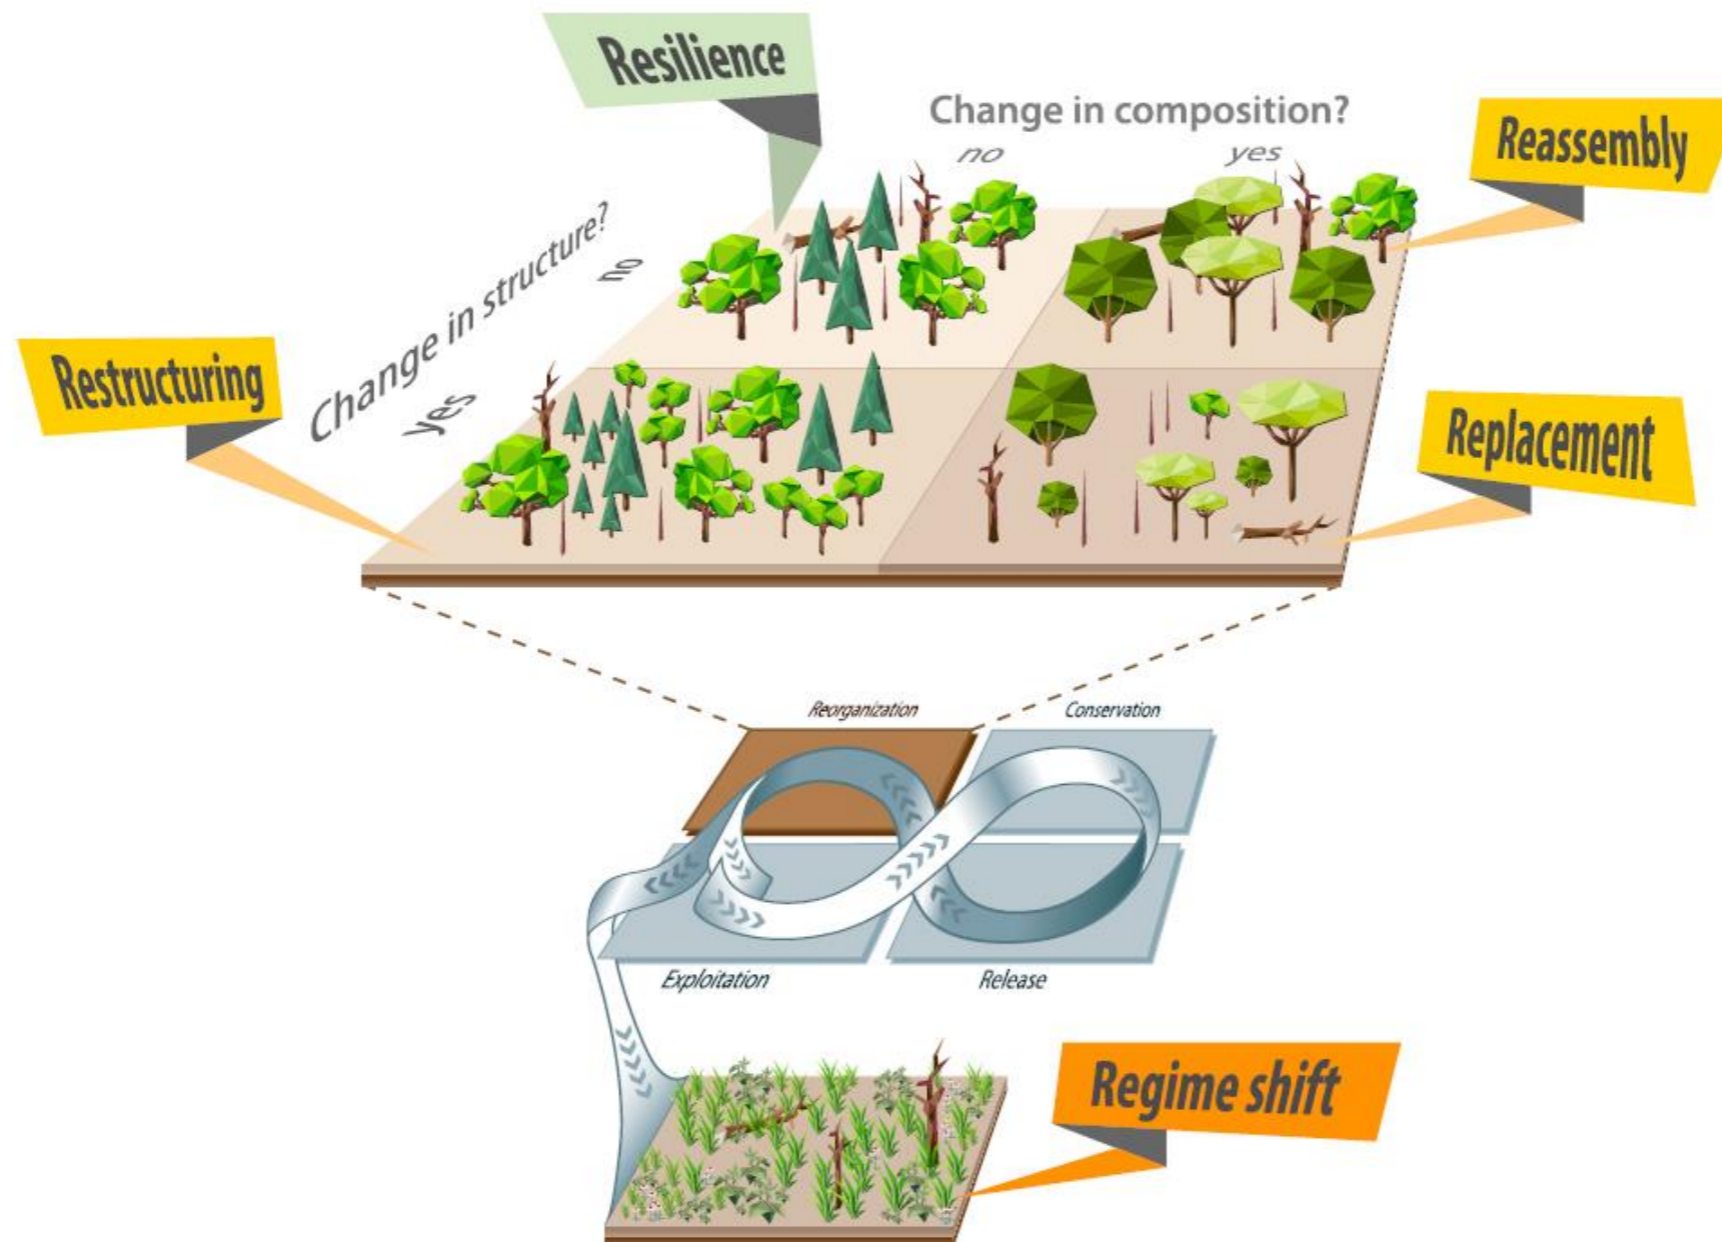 Resilience
Change in composition?
no
yes
Reassembly
Change in structure?
no
yes
Restructuring
Replacement
Reorganization
Conservation
Exploitation
Release
Regime shift